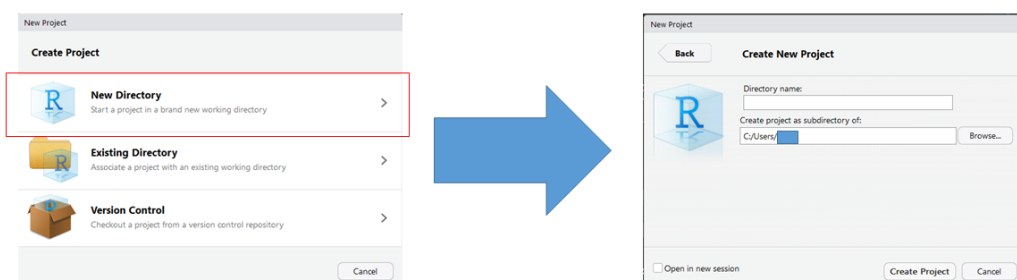 New Project
Create Project
R
New Directory
Start a project in a brand new working directory
R
Existing Directory
Associate a project with an existing working directory
R
Version Control
Checkout a project from a version control repository
Cancel
New Project
Back
Create New Project
R
Directory name:
Create project as subdirectory of:
C:/Users/
Browse...
Open in new session
Create Project
Cancel